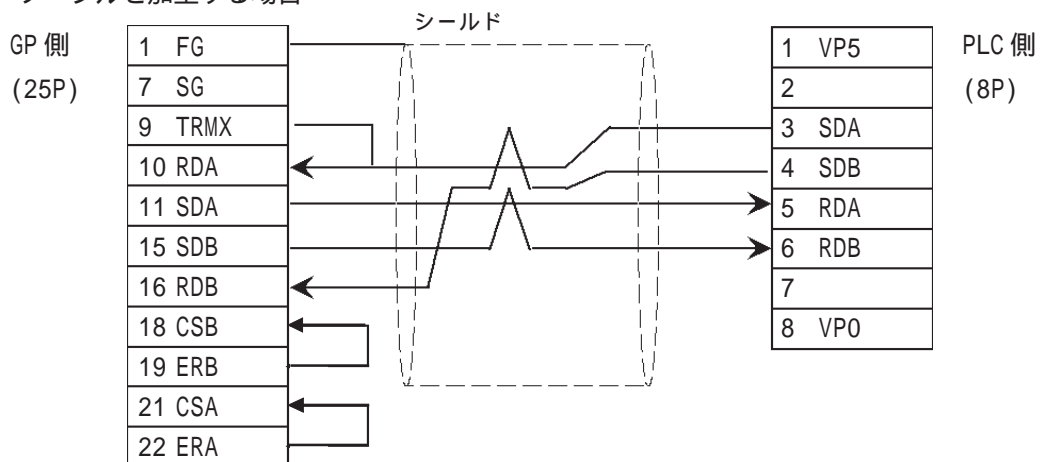 シールド
GP 側
(25P)
1 FG
7 SG
9 TRMX
10 RDA
11 SDA
15 SDB
16 RDB
18 CSB
19 ERB
21 CSA
22 ERA
1 VP5
2
3 SDA
4 SDB
5 RDA
6 RDB
7
8 VP0
PLC 側
(8P)